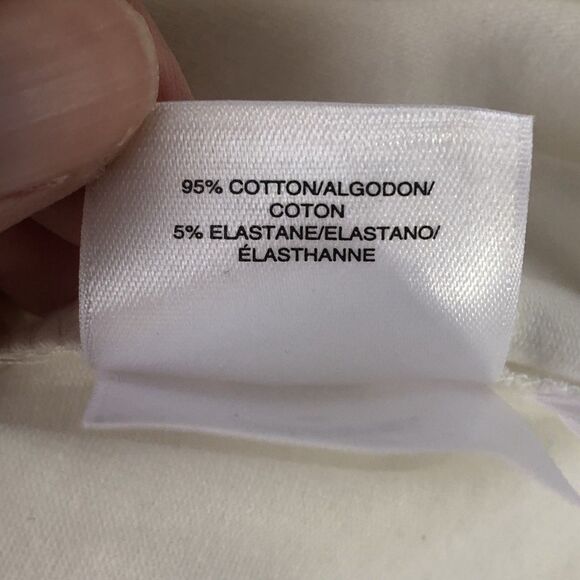 95% COTTON/ALGODON/
COTON
5% ELASTANE/ELASTANO/
ÉLASTHANNE